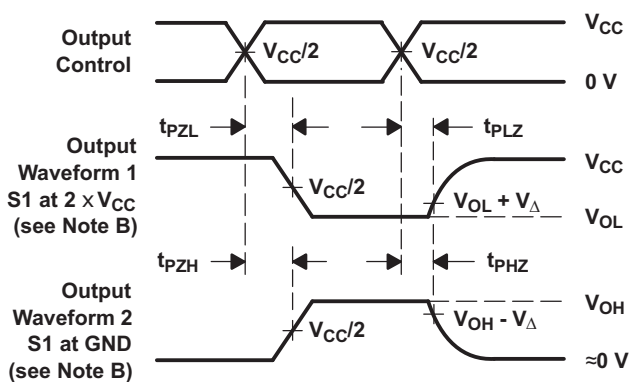 Output
Control
V_CC/2
V_CC/2
V_CC
0 V
t_PZL
t_PLZ
Output
Waveform 1
S1 at 2 x V_CC
(see Note B)
V_CC/2
V_CC
V_OL + V_Δ
V_OL
t_PZH
t_PHZ
Output
Waveform 2
S1 at GND
(see Note B)
V_CC/2
V_OH
V_OH - V_Δ
≈0 V